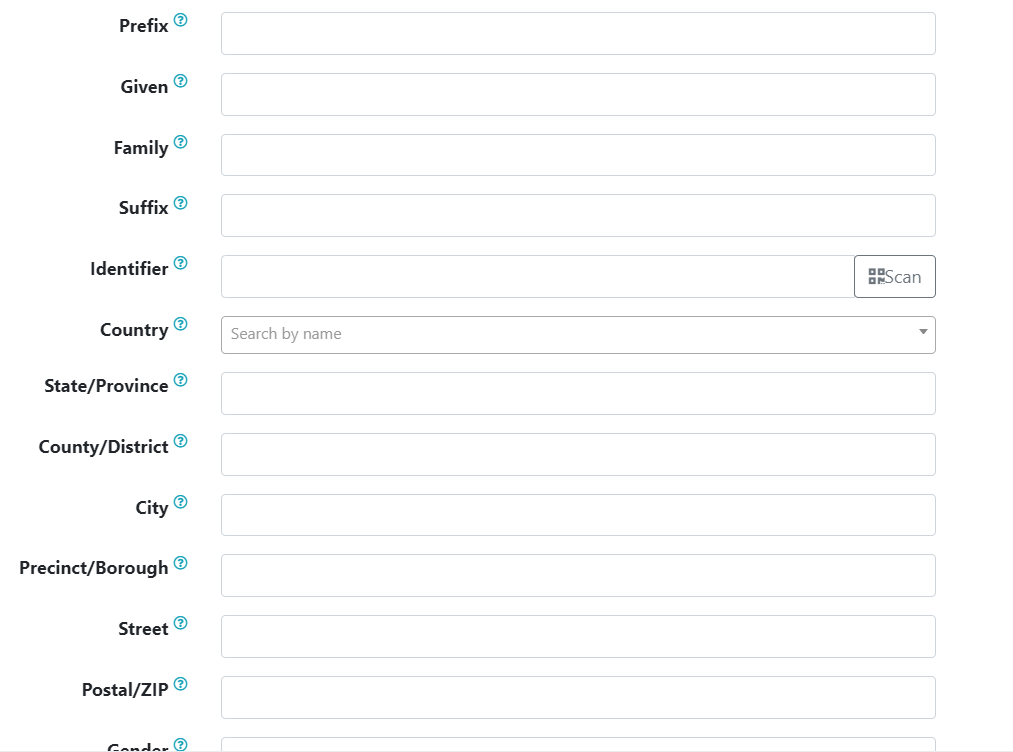 Prefix
Given
Family
Suffix
Identifier Scan
Country Search by name
State/Province
County/District
City
Precinct/Borough
Street
Postal/ZIP
Gender